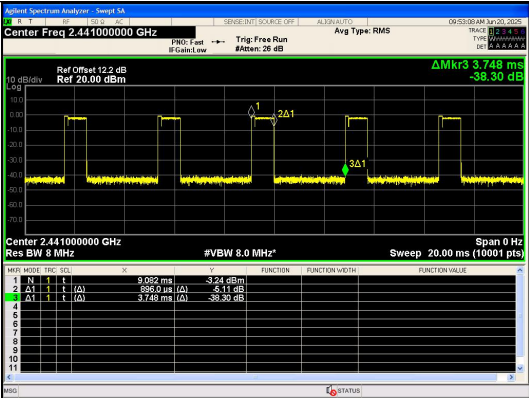 Agilent Spectrum Analyzer - Swept SA
R T RF 50 Ω AC SENSE:INT SOURCE OFF ALIGN AUTO 09:53:08 AM Jun 20, 2025
Center Freq 2.441000000 GHz Avg Type: RMS TRACE 1 2 3 4 5 6
PNO: Fast Trig: Free Run TYPE
IFGain:Low #Atten: 26 dB DET A A A A A A
ΔMkr3 3.748 ms
-38.30 dB
Ref Offset 12.2 dB
10 dB/div Ref 20.00 dBm
Log
10.0
0.00
-10.0
-20.0
-30.0
-40.0
-50.0
-60.0
-70.0
1
2Δ1
3Δ1
Center 2.441000000 GHz Span 0 Hz
Res BW 8 MHz #VBW 8.0 MHz* Sweep 20.00 ms (10001 pts)
MKR MODE TRC SCL X Y FUNCTION FUNCTION WIDTH FUNCTION VALUE
1 N 1 t 9.082 ms -3.24 dBm
2 Δ1 1 t (Δ) 896.0 us (Δ) -5.11 dB
3 Δ1 1 t (Δ) 3.748 ms (Δ) -38.30 dB
4
5
6
7
8
9
10
11
MSG STATUS